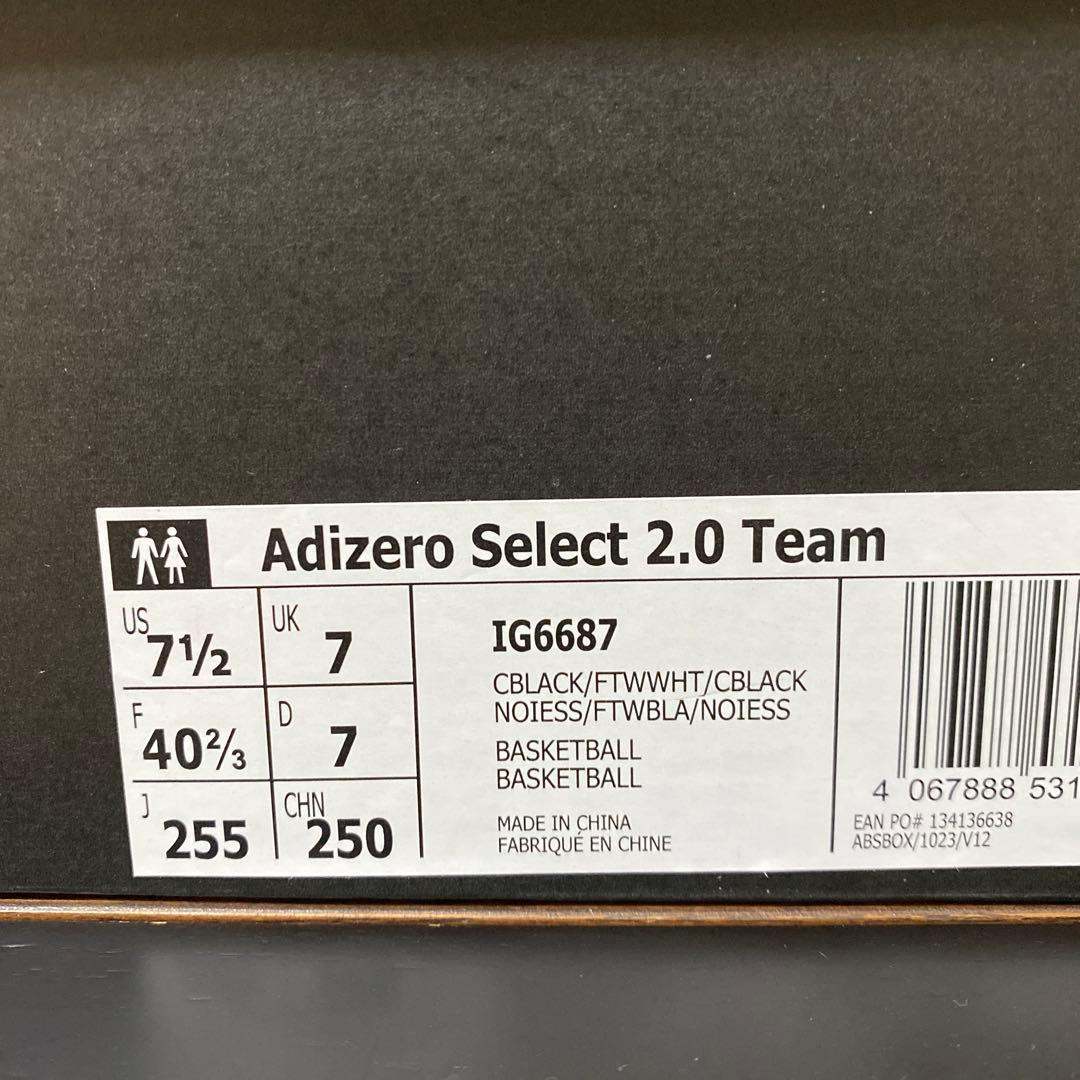 Adizero Select 2.0 Team
US 7½ UK 7
F 40⅔ D 7
J 255 CHN 250
IG6687
CBLACK/FTWWHT/CBLACK
NOIESS/FTWBLA/NOIESS
BASKETBALL
BASKETBALL
MADE IN CHINA
FABRIQUÉ EN CHINE
4 067888 531
EAN PO# 134136638
ABSBOX/1023/V12